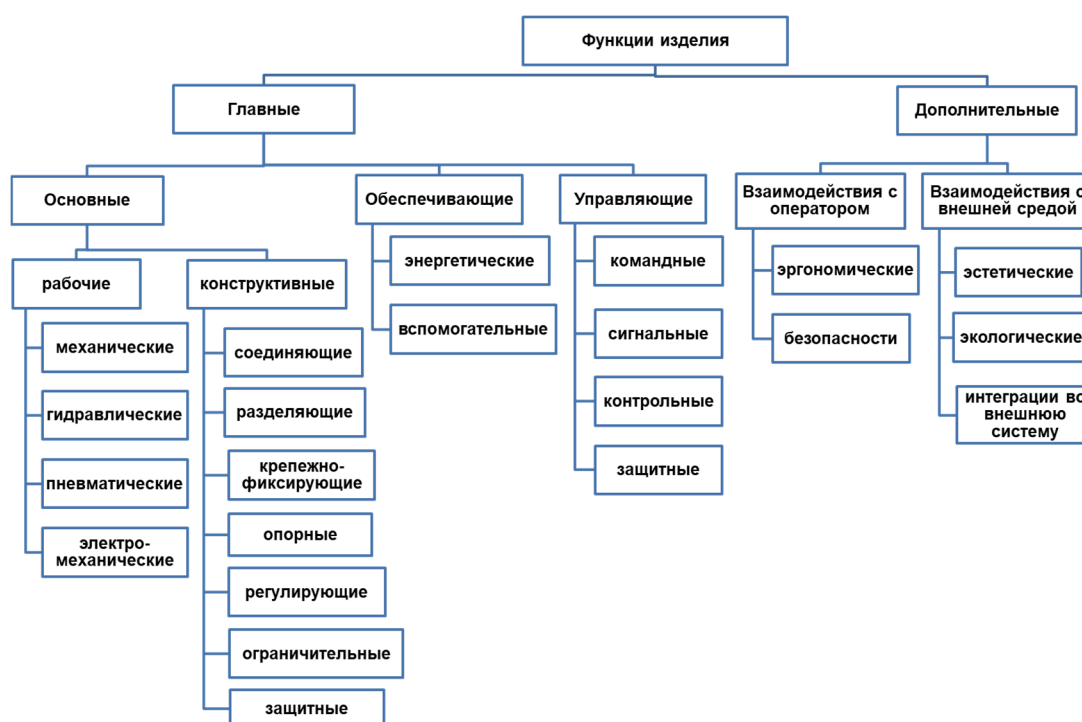 Функции изделия
Главные
Дополнительные
Основные
Обеспечивающие
Управляющие
Взаимодействия с
оператором
Взаимодействия с
внешней средой
рабочие
конструктивные
энергетические
вспомогательные
командные
сигнальные
контрольные
защитные
эргономические
безопасности
эстетические
экологические
интеграции во
внешнюю
систему
механические
гидравлические
пневматические
электро-
механические
соединяющие
разделяющие
крепежно-
фиксирующие
опорные
регулирующие
ограничительные
защитные